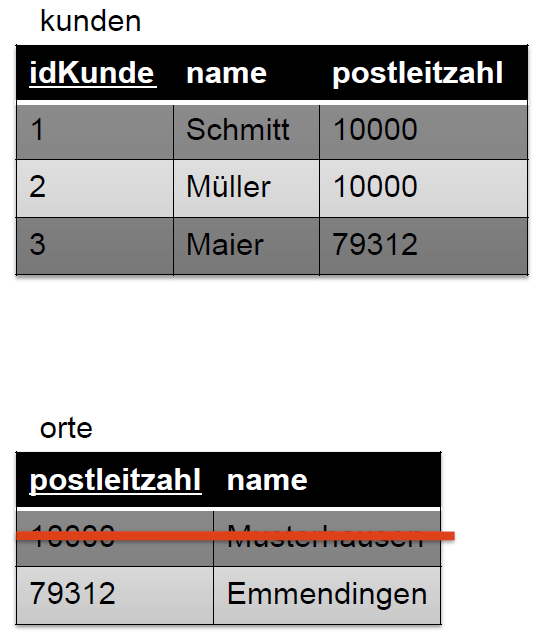 kunden
idKunde name postleitzahl
1 Schmitt 10000
2 Müller 10000
3 Maier 79312
orte
postleitzahl name
10000 Musterhausen
79312 Emmendingen